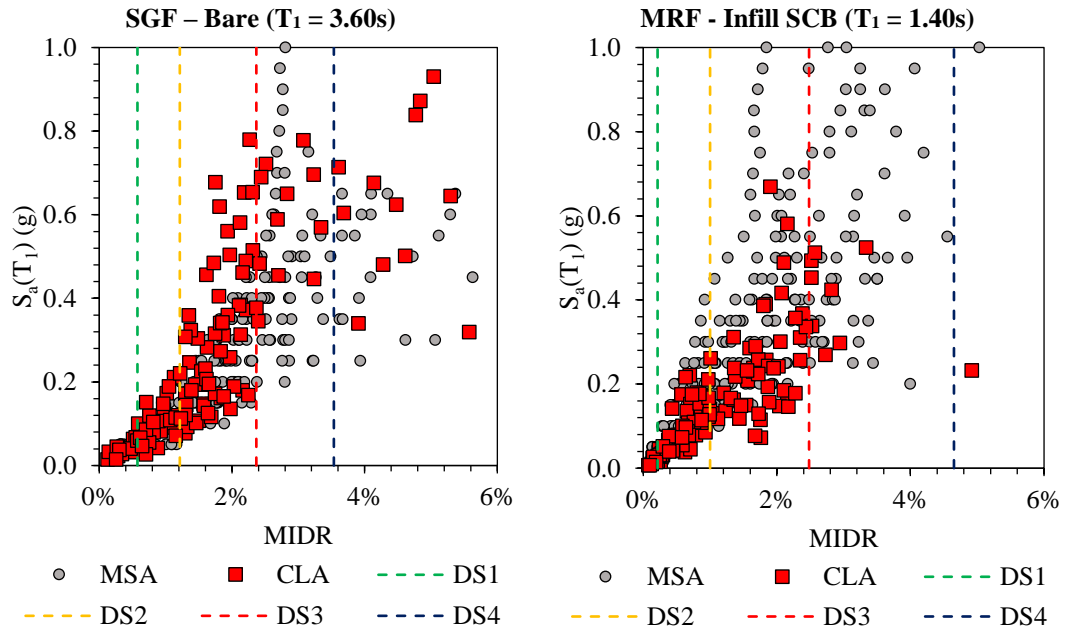 SGF – Bare (T₁ = 3.60s)
MRF - Infill SCB (T₁ = 1.40s)
Sₐ(T₁) (g)
1.0
0.8
0.6
0.4
0.2
0.0
0% 2% 4% 6%
MIDR
MSA CLA DS1
DS2 DS3 DS4
Sₐ(T₁) (g)
1.0
0.8
0.6
0.4
0.2
0.0
0% 2% 4% 6%
MIDR
MSA CLA DS1
DS2 DS3 DS4